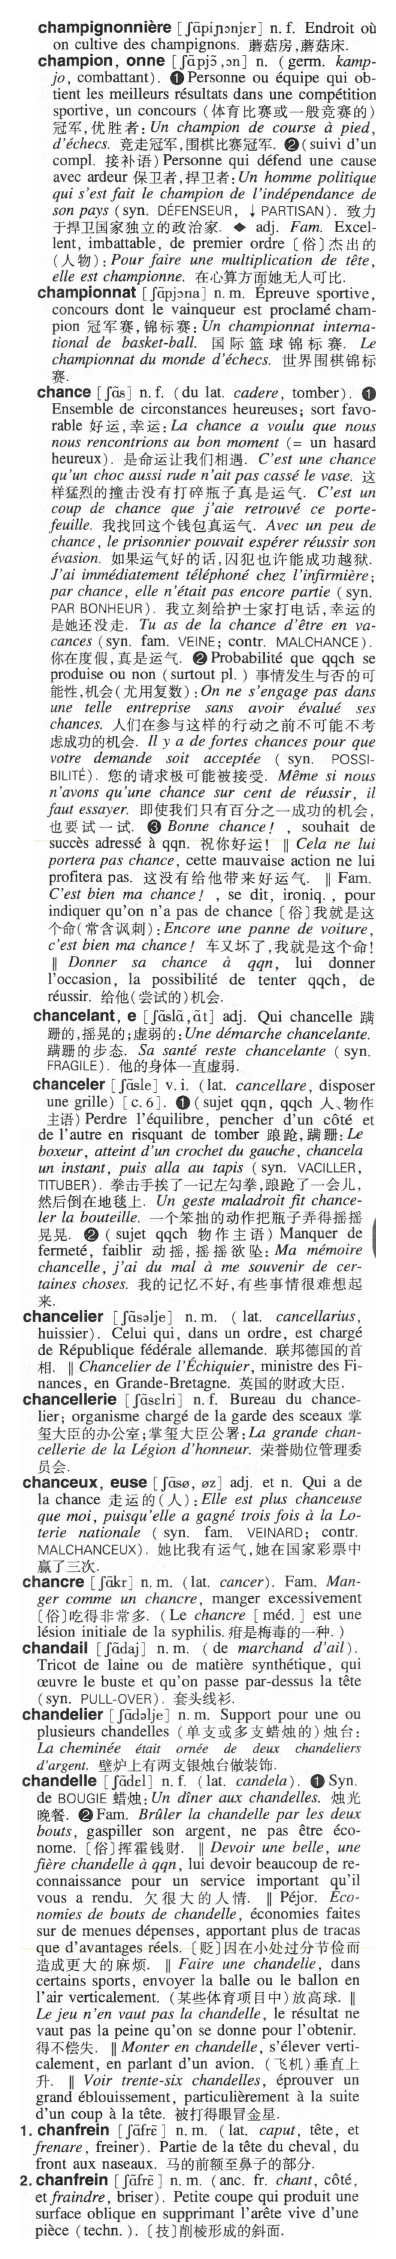 champignonnière [ʃɑ̃piɲɔnjɛr] n. f. Endroit où
on cultive des champignons. 蘑菇房,蘑菇床.
champion, onne [ʃɑ̃pjɔ̃,ɔn] n. (germ. kamp-
jo, combattant). ❶ Personne ou équipe qui ob-
tient les meilleurs résultats dans une compétition
sportive, un concours (体育比赛或一般竞赛的)
冠军,优胜者: Un champion de course à pied,
d'échecs. 竞走冠军,围棋比赛冠军. ❷ (suivi d'un
compl. 接补语) Personne qui défend une cause
avec ardeur 保卫者,捍卫者: Un homme politique
qui s'est fait le champion de l'indépendance de
son pays (syn. DÉFENSEUR, ↓ PARTISAN). 致力
于捍卫国家独立的政治家. ◆ adj. Fam. Excel-
lent, imbattable, de premier ordre [俗]杰出的
(人物): Pour faire une multiplication de tête,
elle est championne. 在心算方面她无人可比.
championnat [ʃɑ̃pjɔna] n. m. Épreuve sportive,
concours dont le vainqueur est proclamé cham-
pion 冠军赛,锦标赛: Un championnat interna-
tional de basket-ball. 国际篮球锦标赛. Le
championnat du monde d'échecs. 世界围棋锦标
赛.
chance [ʃɑ̃s] n. f. (du lat. cadere, tomber). ❶
Ensemble de circonstances heureuses; sort favo-
rable 好运,幸运: La chance a voulu que nous
nous rencontrions au bon moment (= un hasard
heureux). 是命运让我们相遇. C'est une chance
qu'un choc aussi rude n'ait pas cassé le vase. 这
样猛烈的撞击没有打碎瓶子真是运气. C'est un
coup de chance que j'aie retrouvé ce porte-
feuille. 我找回这个钱包真运气. Avec un peu de
chance, le prisonnier pouvait espérer réussir son
évasion. 如果运气好的话,囚犯也许能成功越狱.
J'ai immédiatement téléphoné chez l'infirmière;
par chance, elle n'était pas encore partie (syn.
PAR BONHEUR). 我立刻给护士家打电话,幸运的
是她还没走. Tu as de la chance d'être en va-
cances (syn. fam. VEINE; contr. MALCHANCE).
你在度假,真是运气. ❷ Probabilité que qqch se
produise ou non (surtout pl.) 事情发生与否的可
能性,机会(尤用复数): On ne s'engage pas dans
une telle entreprise sans avoir évalué ses
chances. 人们在参与这样的行动之前不可能不考
虑成功的机会. Il y a de fortes chances pour que
votre demande soit acceptée (syn. POSSI-
BILITÉ). 您的请求极可能被接受. Même si nous
n'avons qu'une chance sur cent de réussir, il
faut essayer. 即使我们只有百分之一成功的机会,
也要试一试. ❸ Bonne chance! , souhait de
succès adressé à qqn. 祝你好运! ‖ Cela ne lui
portera pas chance, cette mauvaise action ne lui
profitera pas. 这没有给他带来好运气. ‖ Fam.
C'est bien ma chance! , se dit, ironiq. , pour
indiquer qu'on n'a pas de chance [俗]我就是这
个命(常含讽刺): Encore une panne de voiture,
c'est bien ma chance! 车又坏了,我就是这个命!
‖ Donner sa chance à qqn, lui donner
l'occasion, la possibilité de tenter qqch, de
réussir. 给他(尝试的)机会.
chancelant, e [ʃɑ̃slɑ̃, ɑ̃t] adj. Qui chancelle 蹒
跚的,摇晃的;虚弱的: Une démarche chancelante.
蹒跚的步态. Sa santé reste chancelante (syn.
FRAGILE). 他的身体一直虚弱.
chanceler [ʃɑ̃sle] v. i. (lat. cancellare, disposer
une grille) [c. 6]. ❶ (sujet qqn, qqch 人、物作
主语) Perdre l'équilibre, pencher d'un côté et
de l'autre en risquant de tomber 踉跄,蹒跚: Le
boxeur, atteint d'un crochet du gauche, chancela
un instant, puis alla au tapis (syn. VACILLER,
TITUBER). 拳击手挨了一记左勾拳,踉跄了一会儿,
然后倒在地毯上. Un geste maladroit fit chance-
ler la bouteille. 一个笨拙的动作把瓶子弄得摇摇
晃晃. ❷ (sujet qqch 物作主语) Manquer de
fermeté, faiblir 动摇,摇摇欲坠: Ma mémoire
chancelle, j'ai du mal à me souvenir de cer-
taines choses. 我的记忆不好,有些事情很难想起
来.
chancelier [ʃɑ̃səlje] n. m. (lat. cancellarius,
huissier). Celui qui, dans un ordre, est chargé
de République fédérale allemande. 联邦德国的首
相. ‖ Chancelier de l'Échiquier, ministre des Fi-
nances, en Grande-Bretagne. 英国的财政大臣.
chancellerie [ʃɑ̃sɛlri] n. f. Bureau du chance-
lier; organisme chargé de la garde des sceaux 掌
玺大臣的办公室;掌玺大臣公署: La grande chan-
cellerie de la Légion d'honneur. 荣誉勋位管理委
员会.
chanceux, euse [ʃɑ̃sø, øz] adj. et n. Qui a de
la chance 走运的(人): Elle est plus chanceuse
que moi, puisqu'elle a gagné trois fois à la Lo-
terie nationale (syn. fam. VEINARD; contr.
MALCHANCEUX). 她比我有运气,她在国家彩票中
赢了三次.
chancre [ʃɑ̃kr] n. m. (lat. cancer). Fam. Man-
ger comme un chancre, manger excessivement
[俗]吃得非常多. (Le chancre [méd.] est une
lésion initiale de la syphilis. 疳是梅毒的一种.)
chandail [ʃɑ̃daj] n. m. (de marchand d'ail).
Tricot de laine ou de matière synthétique, qui
œuvre le buste et qu'on passe par-dessus la tête
(syn. PULL-OVER). 套头线衫.
chandelier [ʃɑ̃dəlje] n. m. Support pour une ou
plusieurs chandelles (单支或多支蜡烛的)烛台:
La cheminée était ornée de deux chandeliers
d'argent. 壁炉上有两支银烛台做装饰.
chandelle [ʃɑ̃dɛl] n. f. (lat. candela). ❶ Syn.
de BOUGIE 蜡烛: Un dîner aux chandelles. 烛光
晚餐. ❷ Fam. Brûler la chandelle par les deux
bouts, gaspiller son argent, ne pas être éco-
nome. [俗]挥霍钱财. ‖ Devoir une belle, une
fière chandelle à qqn, lui devoir beaucoup de re-
connaissance pour un service important qu'il
vous a rendu. 欠很大的人情. ‖ Péjor. Éco-
nomies de bouts de chandelle, économies faites
sur de menues dépenses, apportant plus de tracas
que d'avantages réels. [贬]因在小处过分节俭而
造成更大的麻烦. ‖ Faire une chandelle, dans
certains sports, envoyer la balle ou le ballon en
l'air verticalement. (某些体育项目中)放高球. ‖
Le jeu n'en vaut pas la chandelle, le résultat ne
vaut pas la peine qu'on se donne pour l'obtenir.
得不偿失. ‖ Monter en chandelle, s'élever verti-
calement, en parlant d'un avion. (飞机)垂直上
升. ‖ Voir trente-six chandelles, éprouver un
grand éblouissement, particulièrement à la suite
d'un coup à la tête. 被打得眼冒金星.
1. chanfrein [ʃɑ̃frɛ̃] n. m. (lat. caput, tête, et
frenare, freiner). Partie de la tête du cheval, du
front aux naseaux. 马的前额至鼻子的部分.
2. chanfrein [ʃɑ̃frɛ̃] n. m. (anc. fr. chant, côté,
et fraindre, briser). Petite coupe qui produit une
surface oblique en supprimant l'arête vive d'une
pièce (techn.). [技]削棱形成的斜面.